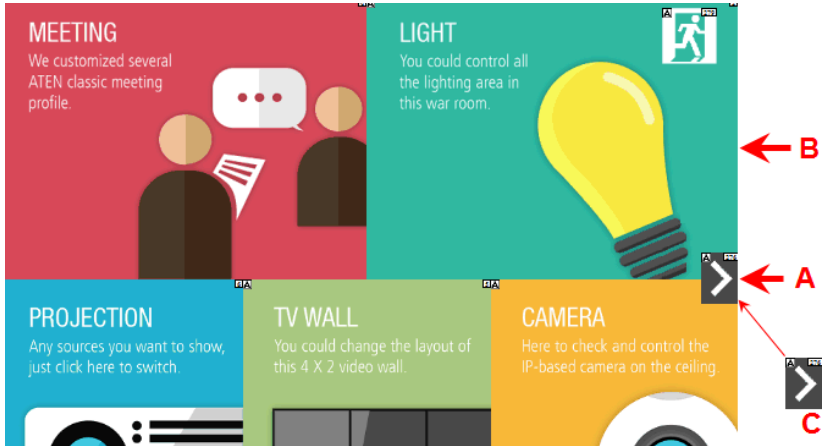 MEETING
We customized several
ATEN classic meeting
profile.
LIGHT
You could control all
the lighting area in
this war room.
A
B
A
A
PROJECTION
Any sources you want to show,
just click here to switch.
TV WALL
You could change the layout of
this 4 X 2 video wall.
CAMERA
Here to check and control the
IP-based camera on the ceiling.
A
C